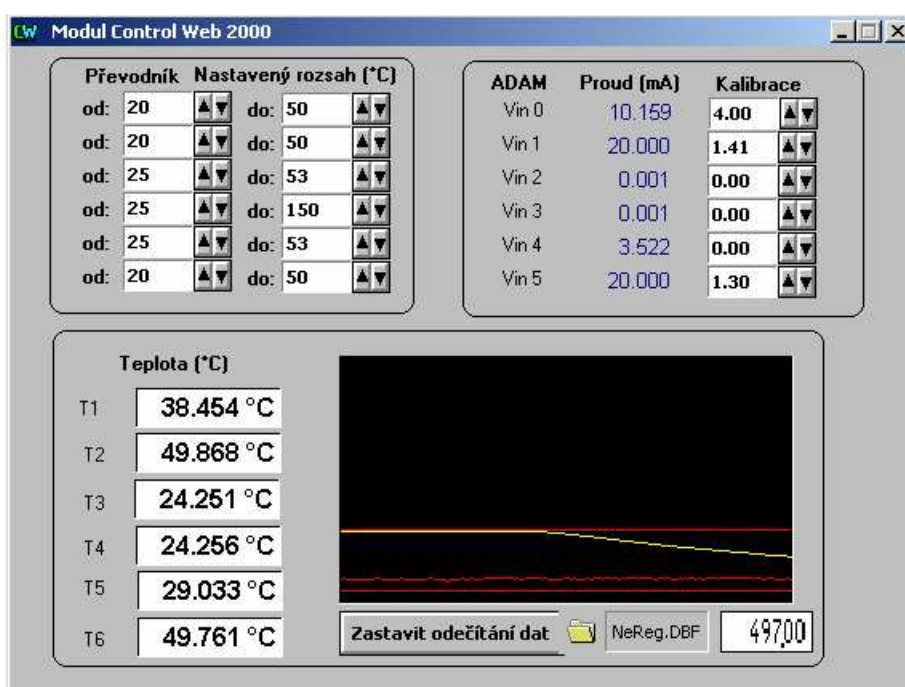 CW Modul Control Web 2000
Převodník Nastavený rozsah (°C)
od: 20 do: 50
od: 20 do: 50
od: 25 do: 53
od: 25 do: 150
od: 25 do: 53
od: 20 do: 50
ADAM Proud (mA) Kalibrace
Vin 0 10.159 4.00
Vin 1 20.000 1.41
Vin 2 0.001 0.00
Vin 3 0.001 0.00
Vin 4 3.522 0.00
Vin 5 20.000 1.30
Teplota (°C)
T1 38.454 °C
T2 49.868 °C
T3 24.251 °C
T4 24.256 °C
T5 29.033 °C
T6 49.761 °C
Zastavit odečítání dat NeReg.DBF 497,00